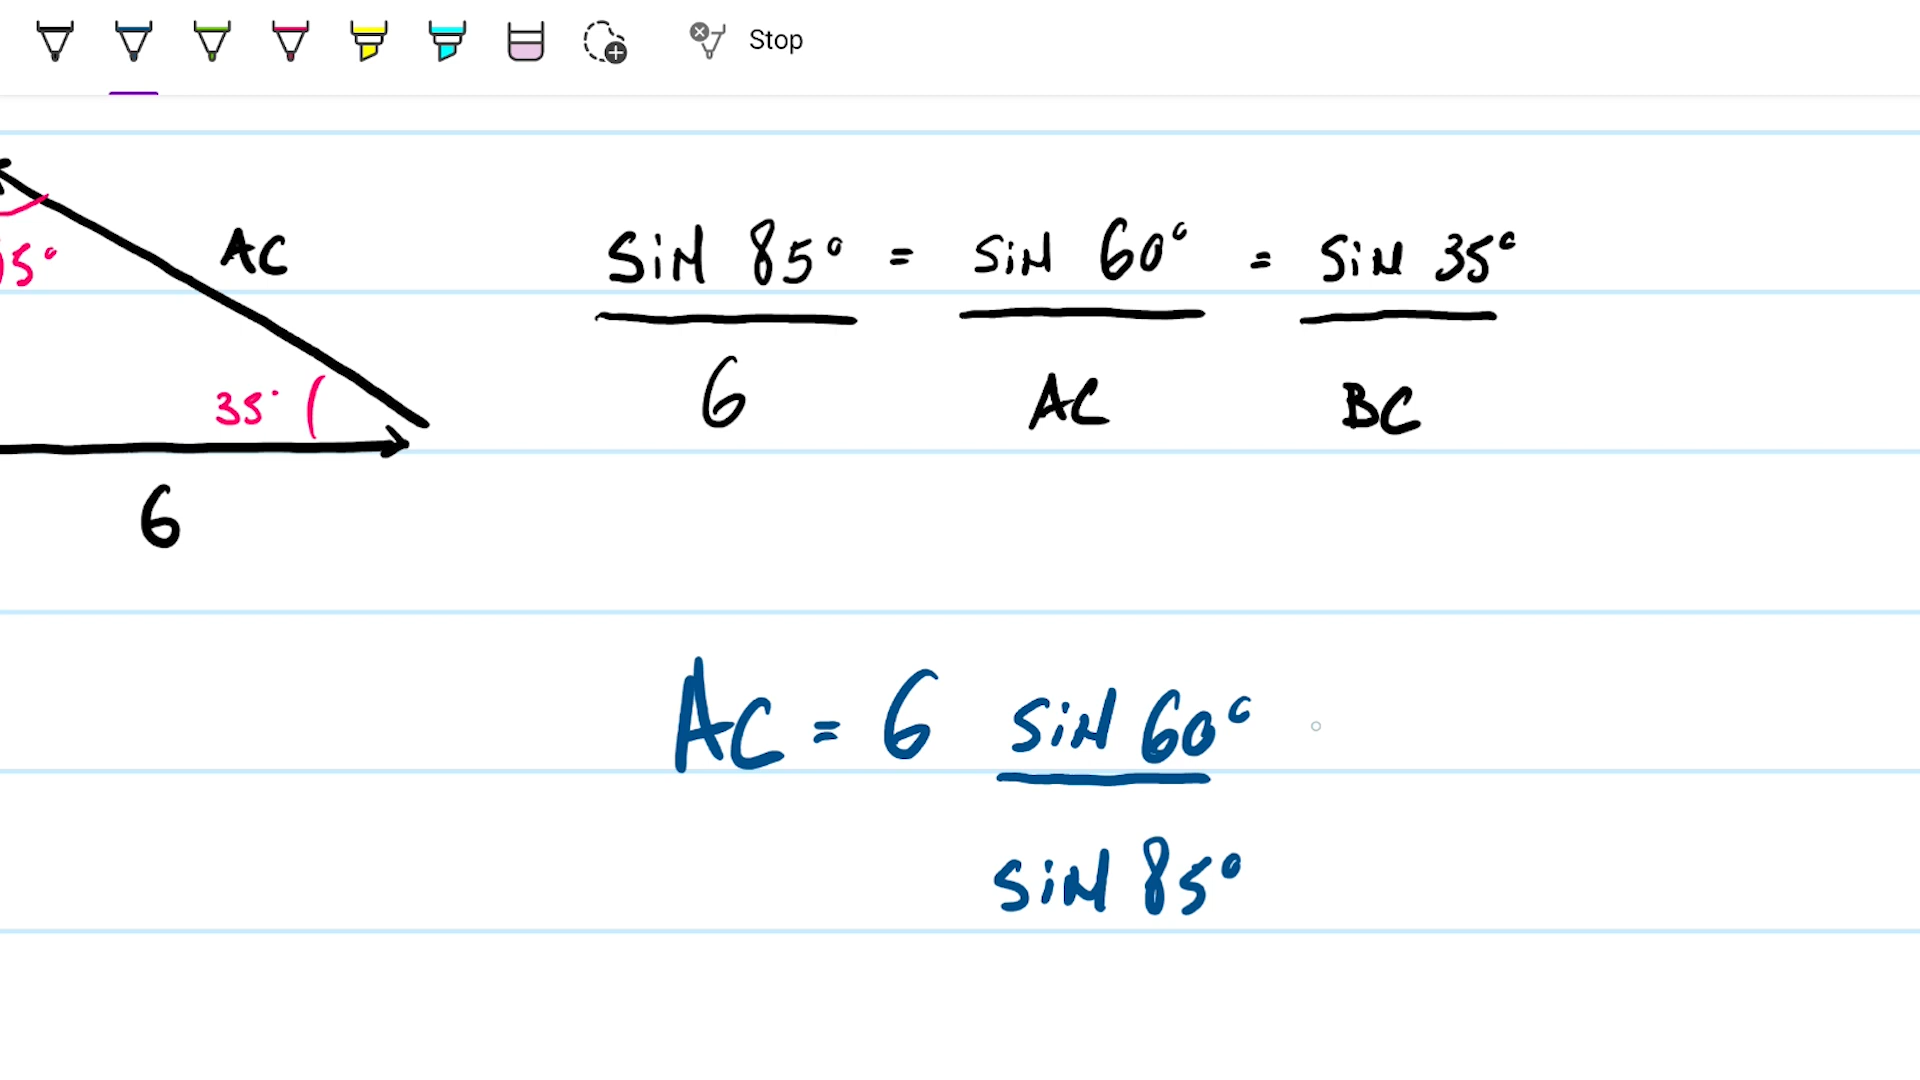 Stop
AC
5°
sin 85° = sin 60° = sin 35°
6 AC BC
35°
6
AC = 6 sin 60°
sin 85°